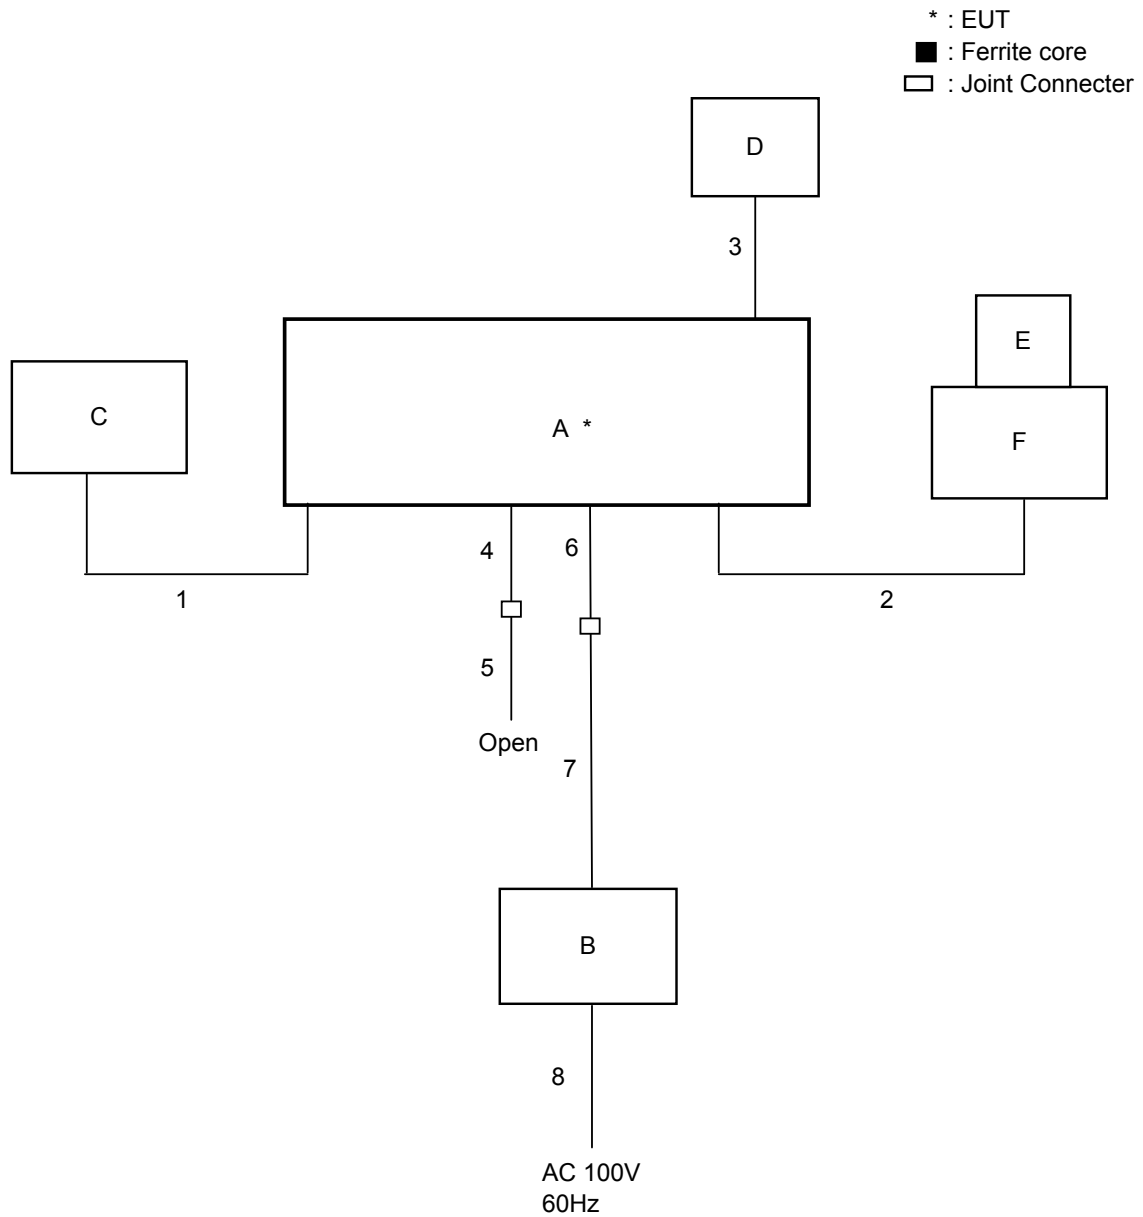 * : EUT
■ : Ferrite core
▭ : Joint Connecter
D
3
E
C
A *
F
4
6
1
2
5
Open
7
B
8
AC 100V
60Hz